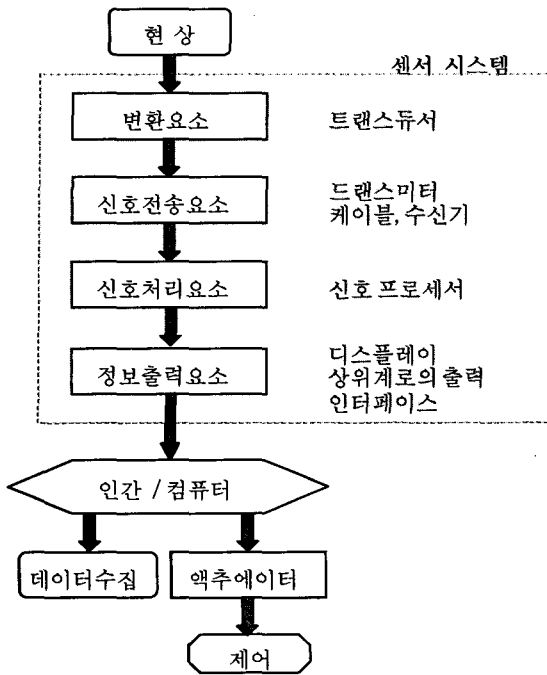 현 상
센서 시스템
변환요소
트랜스듀서
신호전송요소
드랜스미터
케이블, 수신기
신호처리요소
신호 프로세서
정보출력요소
디스플레이
상위계로의 출력
인터페이스
인간 / 컴퓨터
데이터수집
액추에이터
제어